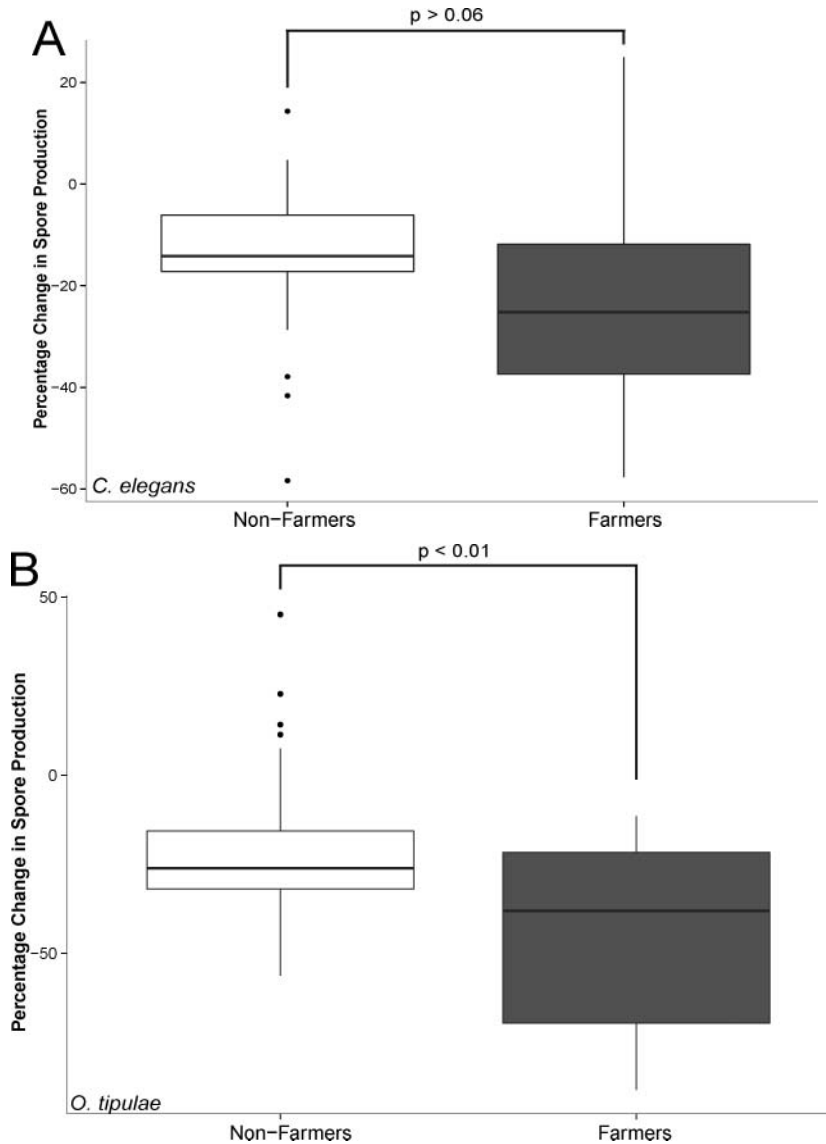 A
p > 0.06
Percentage Change in Spore Production
20
0
−20
−40
−60
C. elegans
Non−Farmers
Farmers
B
p < 0.01
Percentage Change in Spore Production
50
0
−50
O. tipulae
Non−Farmers
Farmers